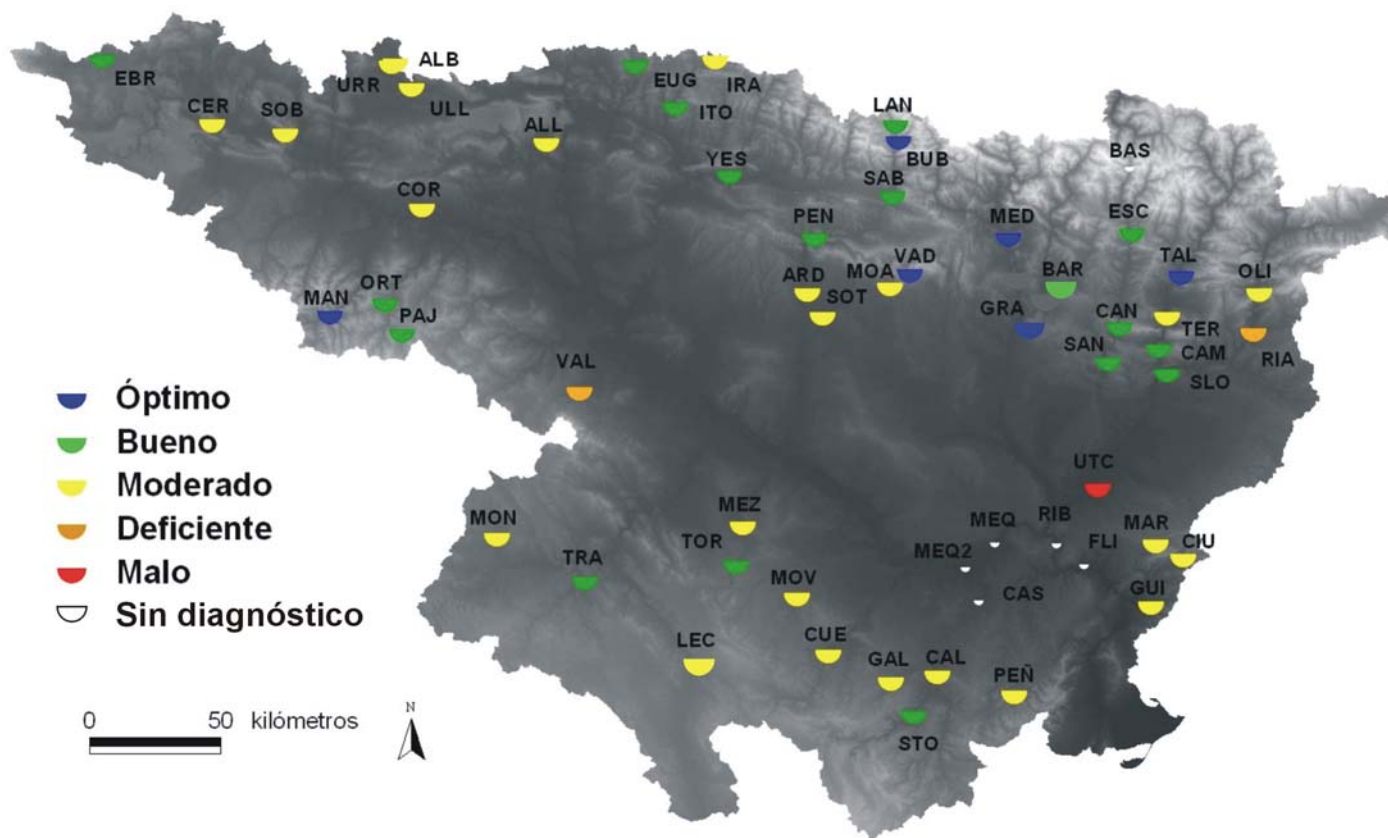 EBR
ALB
URR
ULL
CER
SOB
ALL
EUG
IRA
ITO
LAN
BUB
BAS
YES
SAB
COR
PEN
MED
ESC
VAD
MOA
TAL
ARD
SOT
BAR
OLI
MAN
ORT
PAJ
GRA
CAN
TER
SAN
CAM
SLO
RIA
VAL
Óptimo
Bueno
Moderado
Deficiente
Malo
Sin diagnóstico
UTC
MON
MEZ
MEQ
RIB
MAR
CIU
FLI
TRA
TOR
MEQ2
MOV
CAS
GUI
LEC
CUE
GAL
CAL
PEÑ
STO
0 50 kilómetros
N